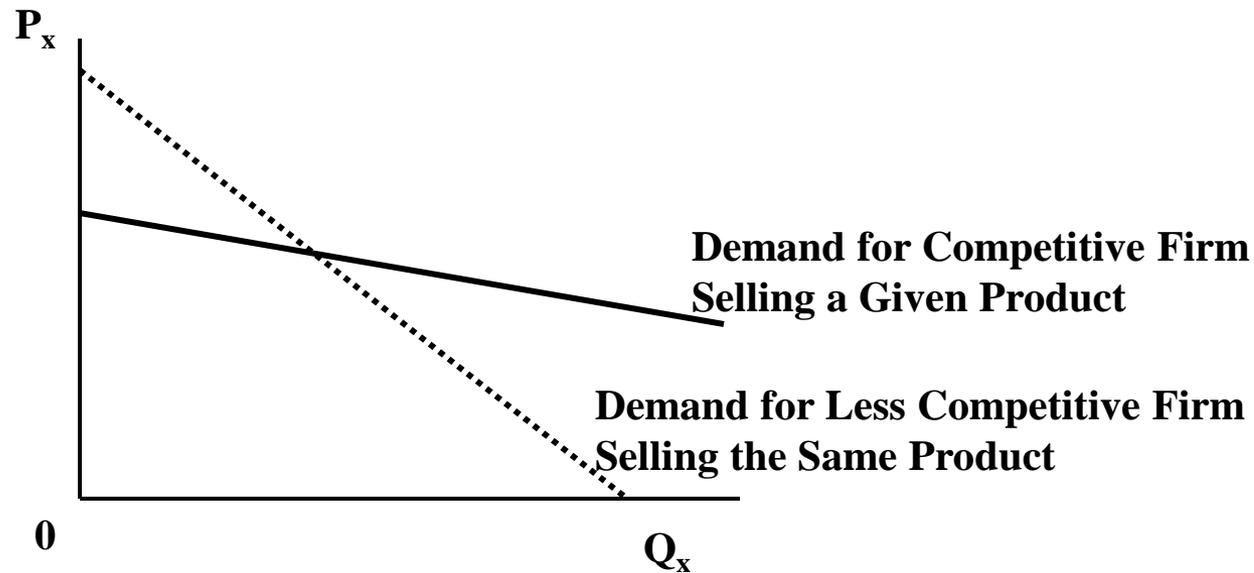 Px
Demand for Competitive Firm
Selling a Given Product
Demand for Less Competitive Firm
Selling the Same Product
0
Qx